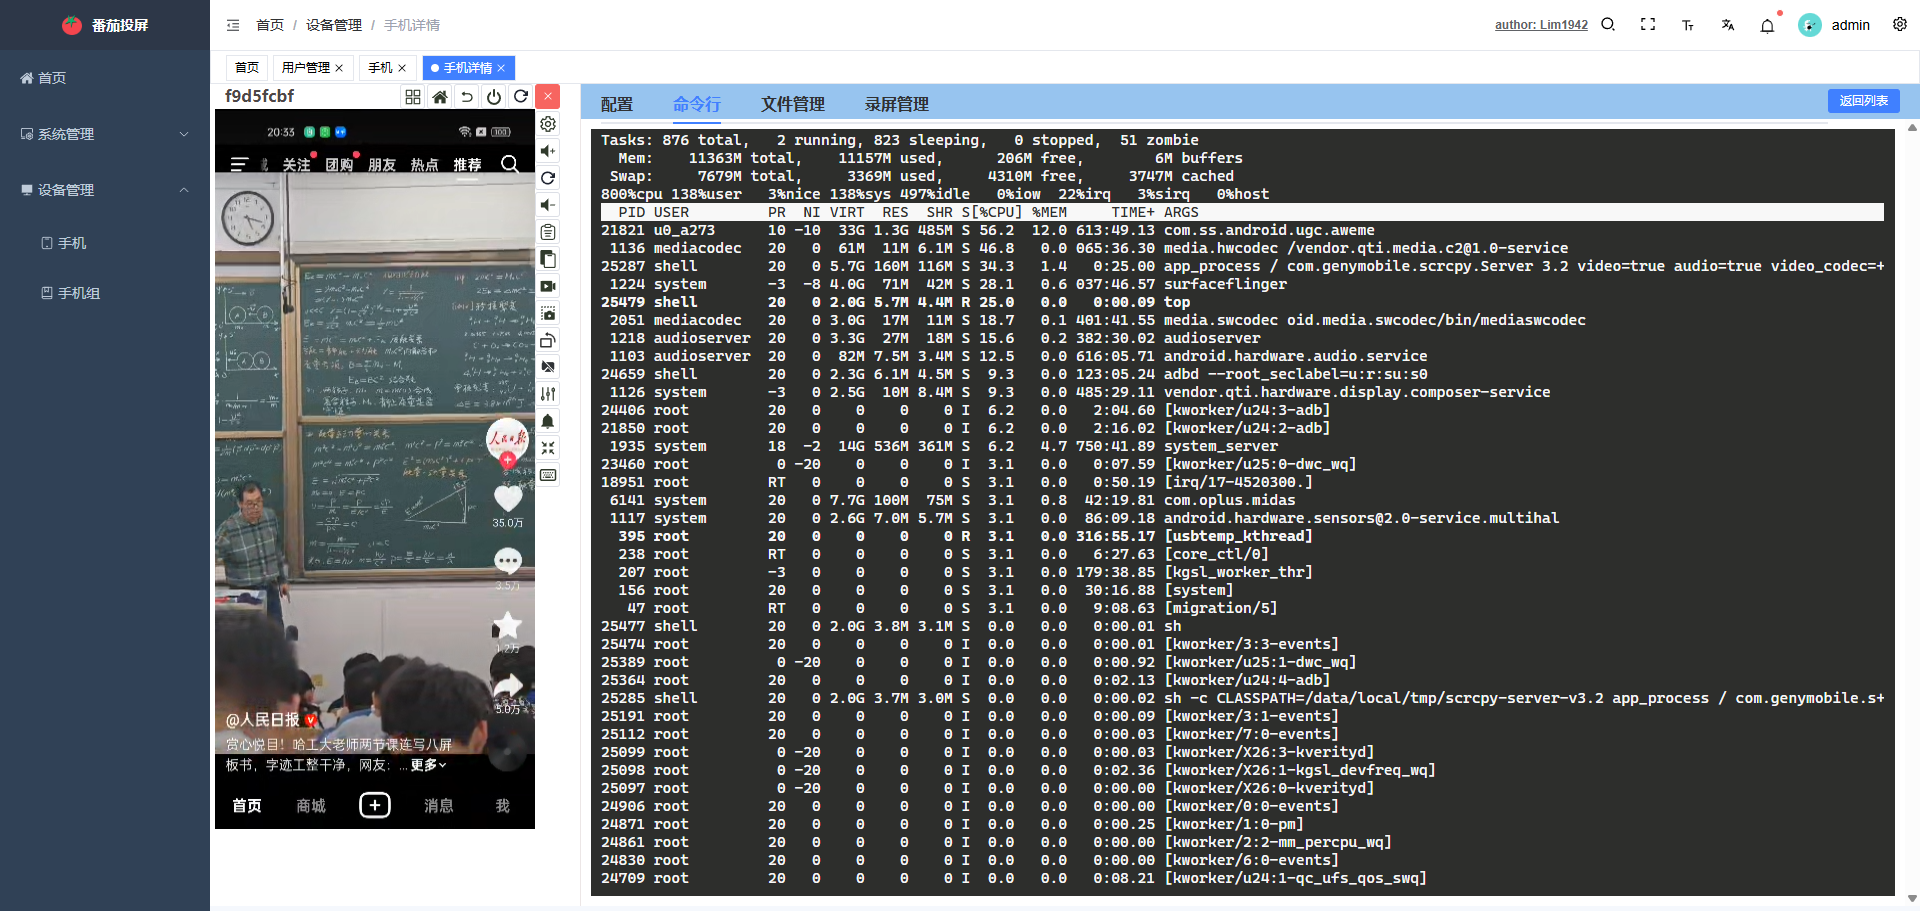 番茄投屏
首页 / 设备管理 / 手机详情
author: Lim1942
admin
首页
系统管理
设备管理
手机
手机组
首页 用户管理 手机 手机详情
f9d5fcbf
20:33
100
关注 团购 朋友 热点 推荐
人民日报
35.0万
3.5万
1.2万
5.0万
@人民日报
赏心悦目！哈工大老师两节课连写八屏
板书，字迹工整干净，网友：...更多
首页 商城 消息 我
配置 命令行 文件管理 录屏管理
返回列表
Tasks: 876 total,   2 running, 823 sleeping,   0 stopped,  51 zombie
Mem:    11363M total,    11157M used,      206M free,        6M buffers
Swap:     7679M total,     3369M used,     4310M free,     3747M cached
800%cpu 138%user   3%nice 138%sys 497%idle   0%iow  22%irq   3%sirq   0%host
PID USER         PR  NI VIRT  RES  SHR S[%CPU] %MEM     TIME+ ARGS
21821 u0_a273      10 -10  33G 1.3G 485M S 56.2  12.0 613:49.13 com.ss.android.ugc.aweme
1136 mediacodec   20   0  61M  11M 6.1M S 46.8   0.0 065:36.30 media.hwcodec /vendor.qti.media.c2@1.0-service
25287 shell        20   0 5.7G 160M 116M S 34.3   1.4   0:25.00 app_process / com.genymobile.scrcpy.Server 3.2 video=true audio=true video_codec=+
1224 system       -3  -8 4.0G  71M  42M S 28.1   0.6 037:46.57 surfaceflinger
25479 shell        20   0 2.0G 5.7M 4.4M R 25.0   0.0   0:00.09 top
2051 mediacodec   20   0 3.0G  17M  11M S 18.7   0.1 401:41.55 media.swcodec oid.media.swcodec/bin/mediaswcodec
1218 audioserver  20   0 3.3G  27M  18M S 15.6   0.2 382:30.02 audioserver
1103 audioserver  20   0  82M 7.5M 3.4M S 12.5   0.0 616:05.71 android.hardware.audio.service
24659 shell        20   0 2.3G 6.1M 4.5M S  9.3   0.0 123:05.24 adbd --root_seclabel=u:r:su:s0
1126 system       -3   0 2.5G  10M 8.4M S  9.3   0.0 485:29.11 vendor.qti.hardware.display.composer-service
24406 root         20   0    0    0    0 I  6.2   0.0   2:04.60 [kworker/u24:3-adb]
21850 root         20   0    0    0    0 I  6.2   0.0   2:16.02 [kworker/u24:2-adb]
1935 system       18  -2  14G 536M 361M S  6.2   4.7 750:41.89 system_server
23460 root          0 -20    0    0    0 I  3.1   0.0   0:07.59 [kworker/u25:0-dwc_wq]
18951 root         RT   0    0    0    0 S  3.1   0.0   0:50.19 [irq/17-4520300.]
6141 system       20   0 7.7G 100M  75M S  3.1   0.8  42:19.81 com.oplus.midas
1117 system       20   0 2.6G 7.0M 5.7M S  3.1   0.0  86:09.18 android.hardware.sensors@2.0-service.multihal
395 root         20   0    0    0    0 R  3.1   0.0 316:55.17 [usbtemp_kthread]
238 root         RT   0    0    0    0 S  3.1   0.0   6:27.63 [core_ctl/0]
207 root         -3   0    0    0    0 S  3.1   0.0 179:38.85 [kgsl_worker_thr]
156 root         20   0    0    0    0 S  3.1   0.0  30:16.88 [system]
47 root         RT   0    0    0    0 S  3.1   0.0   9:08.63 [migration/5]
25477 shell        20   0 2.0G 3.8M 3.1M S  0.0   0.0   0:00.01 sh
25474 root         20   0    0    0    0 I  0.0   0.0   0:00.01 [kworker/3:3-events]
25389 root          0 -20    0    0    0 I  0.0   0.0   0:00.92 [kworker/u25:1-dwc_wq]
25364 root         20   0    0    0    0 I  0.0   0.0   0:02.13 [kworker/u24:4-adb]
25285 shell        20   0 2.0G 3.7M 3.0M S  0.0   0.0   0:00.02 sh -c CLASSPATH=/data/local/tmp/scrcpy-server-v3.2 app_process / com.genymobile.s+
25191 root         20   0    0    0    0 I  0.0   0.0   0:00.09 [kworker/3:1-events]
25112 root         20   0    0    0    0 I  0.0   0.0   0:00.03 [kworker/7:0-events]
25099 root          0 -20    0    0    0 I  0.0   0.0   0:00.03 [kworker/X26:3-kverityd]
25098 root          0 -20    0    0    0 I  0.0   0.0   0:02.36 [kworker/X26:1-kgsl_devfreq_wq]
25097 root          0 -20    0    0    0 I  0.0   0.0   0:00.00 [kworker/X26:0-kverityd]
24906 root         20   0    0    0    0 I  0.0   0.0   0:00.00 [kworker/0:0-events]
24871 root         20   0    0    0    0 I  0.0   0.0   0:00.25 [kworker/1:0-pm]
24861 root         20   0    0    0    0 I  0.0   0.0   0:00.00 [kworker/2:2-mm_percpu_wq]
24830 root         20   0    0    0    0 I  0.0   0.0   0:00.00 [kworker/6:0-events]
24709 root         20   0    0    0    0 I  0.0   0.0   0:08.21 [kworker/u24:1-qc_ufs_qos_swq]